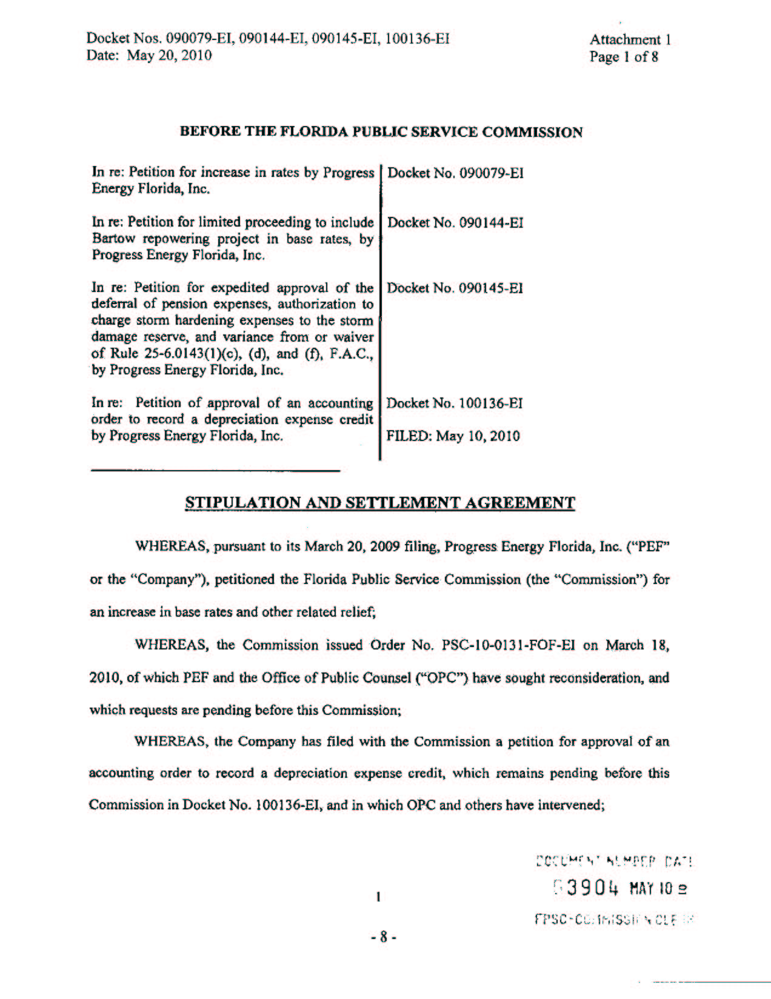 Docket Nos. 090079-EI, 090144-EI, 090145-EI, 100136-EI
Date: May 20, 2010
Attachment 1
Page 1 of 8
BEFORE THE FLORIDA PUBLIC SERVICE COMMISSION
In re: Petition for increase in rates by Progress
Energy Florida, Inc.
Docket No. 090079-EI
In re: Petition for limited proceeding to include
Bartow repowering project in base rates, by
Progress Energy Florida, Inc.
Docket No. 090144-EI
In re: Petition for expedited approval of the
deferral of pension expenses, authorization to
charge storm hardening expenses to the storm
damage reserve, and variance from or waiver
of Rule 25-6.0143(1)(c), (d), and (f), F.A.C.,
by Progress Energy Florida, Inc.
Docket No. 090145-EI
In re: Petition of approval of an accounting
order to record a depreciation expense credit
by Progress Energy Florida, Inc.
Docket No. 100136-EI
FILED: May 10, 2010
STIPULATION AND SETTLEMENT AGREEMENT
WHEREAS, pursuant to its March 20, 2009 filing, Progress Energy Florida, Inc. (“PEF”
or the “Company”), petitioned the Florida Public Service Commission (the “Commission”) for
an increase in base rates and other related relief;
WHEREAS, the Commission issued Order No. PSC-10-0131-FOF-EI on March 18,
2010, of which PEF and the Office of Public Counsel (“OPC”) have sought reconsideration, and
which requests are pending before this Commission;
WHEREAS, the Company has filed with the Commission a petition for approval of an
accounting order to record a depreciation expense credit, which remains pending before this
Commission in Docket No. 100136-EI, and in which OPC and others have intervened;
DOCUMENT NUMBER DATE
3904 MAY 10
FPSC-COMMISSION
1
- 8 -